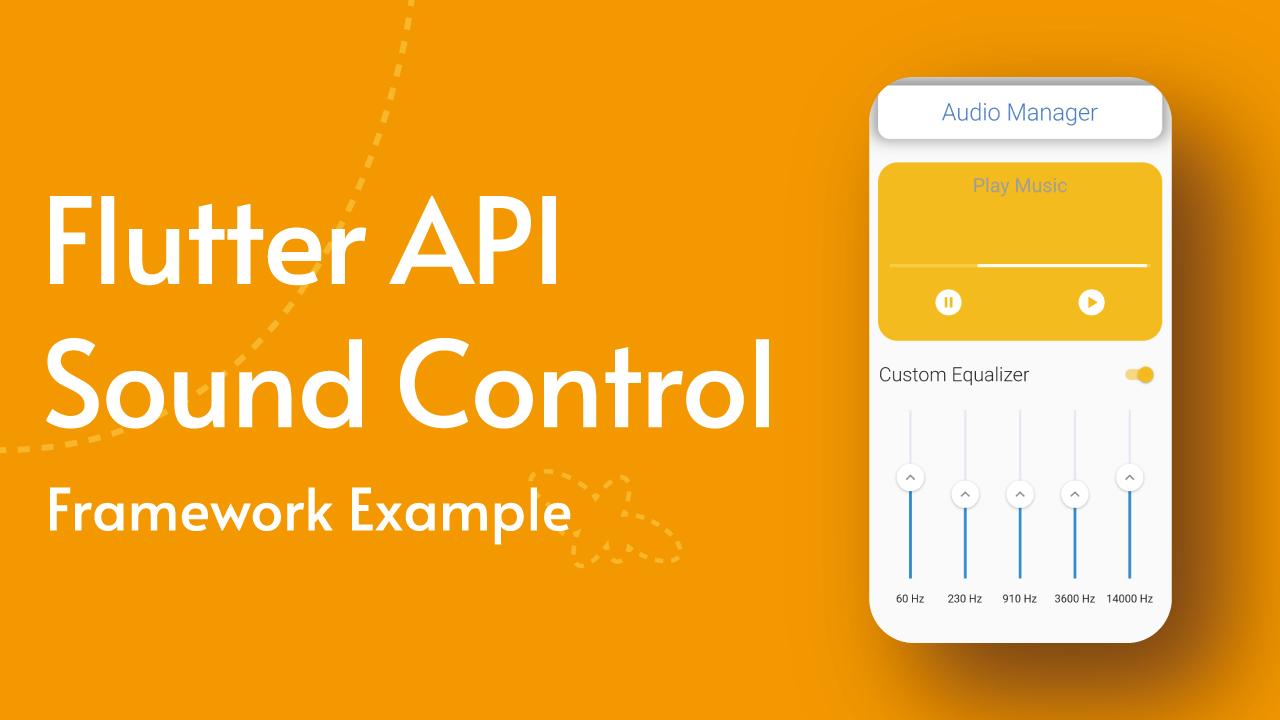 Flutter API
Sound Control
Framework Example
Audio Manager
Play Music
Custom Equalizer
60 Hz 230 Hz 910 Hz 3600 Hz 14000 Hz